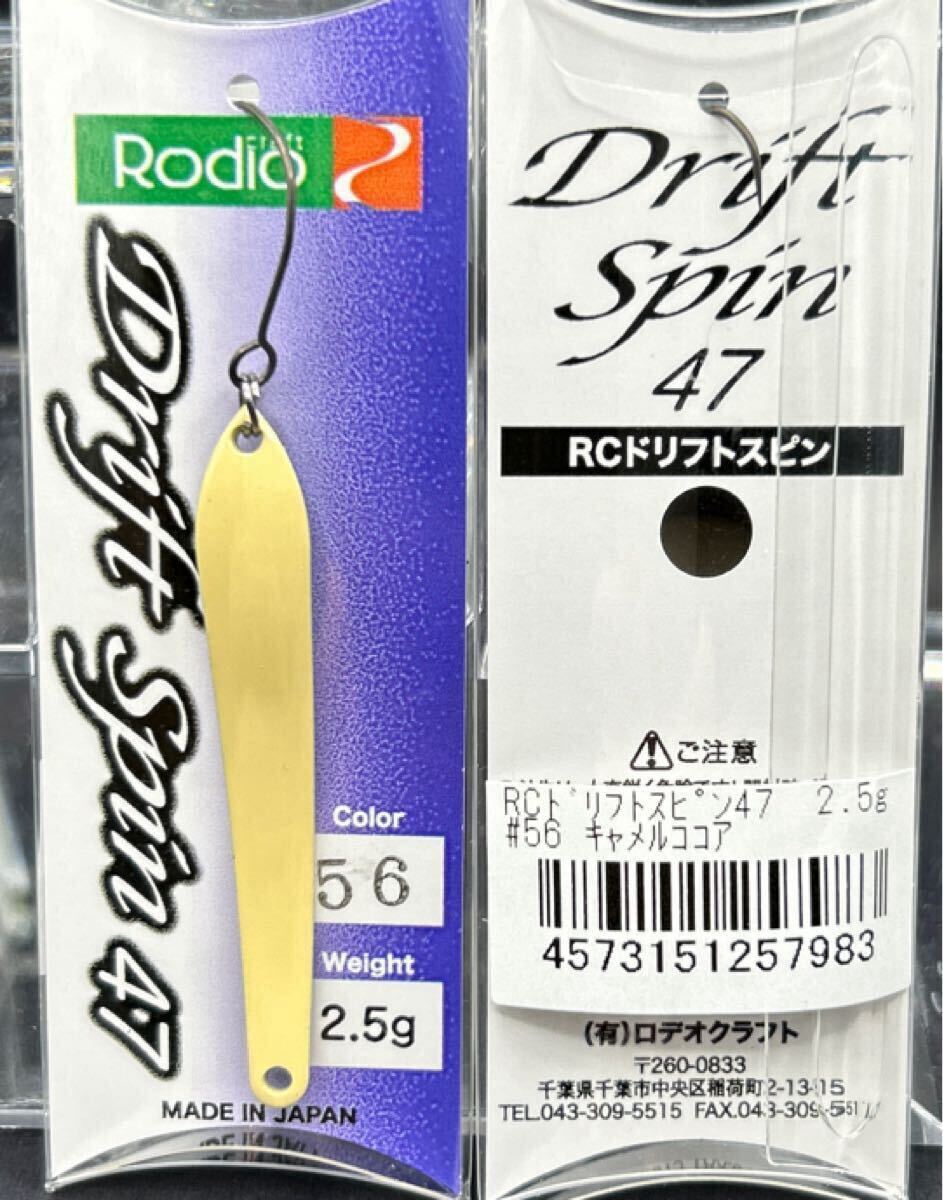 Rodio craft
Drift Spin 47
Color
56
Weight
2.5g
MADE IN JAPAN
Drift
Spin
47
RCドリフトスピン
⚠ご注意
RCドリフトスピン47 2.5g
#56 キャメルココア
4573151257983
(有)ロデオクラフト
〒260-0833
千葉県千葉市中央区稲荷町2-13-15
TEL.043-309-5515 FAX.043-309-5517